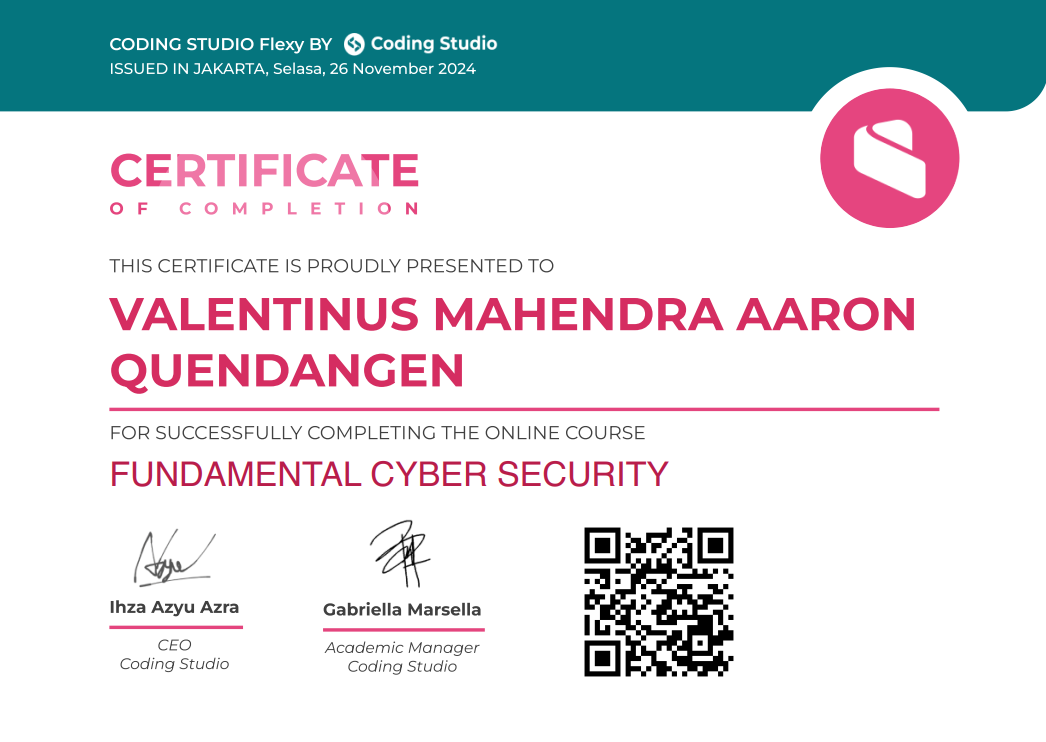 CODING STUDIO Flexy BY Coding Studio
ISSUED IN JAKARTA, Selasa, 26 November 2024
CERTIFICATE
OF COMPLETION
THIS CERTIFICATE IS PROUDLY PRESENTED TO
VALENTINUS MAHENDRA AARON
QUENDANGEN
FOR SUCCESSFULLY COMPLETING THE ONLINE COURSE
FUNDAMENTAL CYBER SECURITY
Ihza Azyu Azra
CEO
Coding Studio
Gabriella Marsella
Academic Manager
Coding Studio